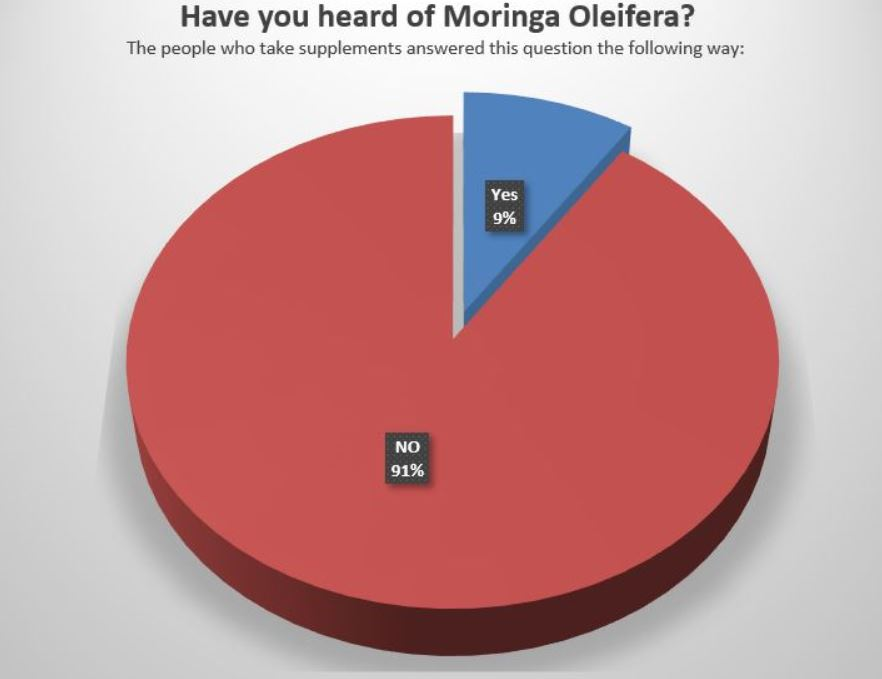 Have you heard of Moringa Oleifera?
The people who take supplements answered this question the following way:
Yes
9%
NO
91%